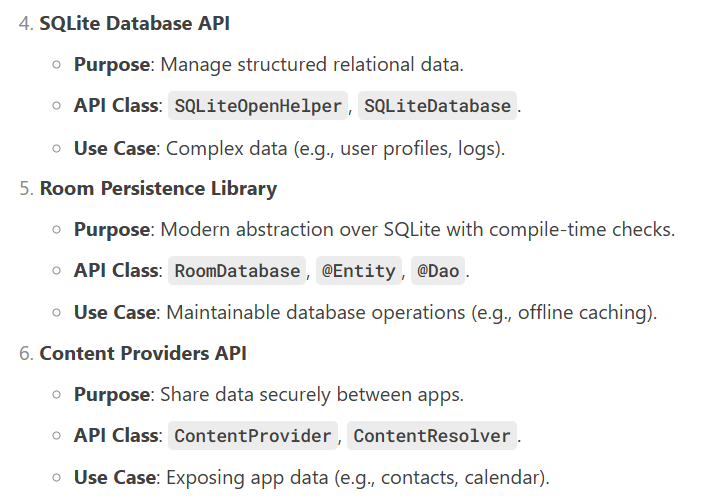 4. SQLite Database API
Purpose: Manage structured relational data.
API Class: SQLiteOpenHelper, SQLiteDatabase.
Use Case: Complex data (e.g., user profiles, logs).
5. Room Persistence Library
Purpose: Modern abstraction over SQLite with compile-time checks.
API Class: RoomDatabase, @Entity, @Dao.
Use Case: Maintainable database operations (e.g., offline caching).
6. Content Providers API
Purpose: Share data securely between apps.
API Class: ContentProvider, ContentResolver.
Use Case: Exposing app data (e.g., contacts, calendar).